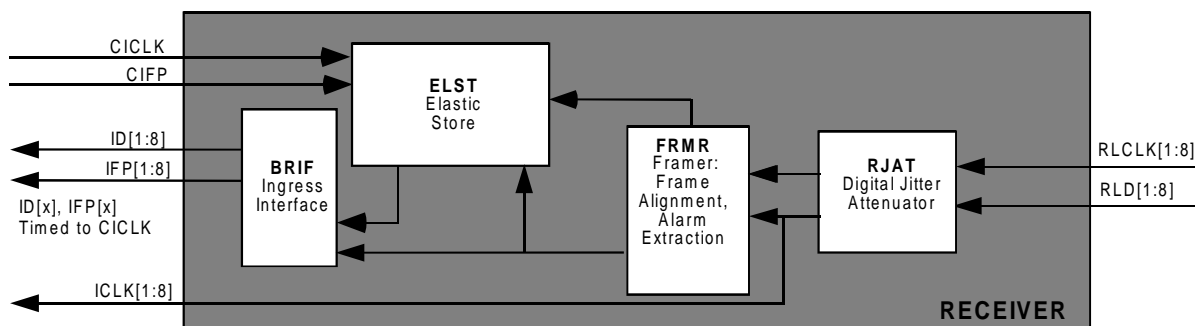 CICLK
CIFP
ELST
Elastic
Store
ID[1:8]
IFP[1:8]
BRIF
Ingress
Interface
ID[x], IFP[x]
Timed to CICLK
FRMR
Framer:
Frame
Alignment,
Alarm
Extraction
RJAT
Digital Jitter
Attenuator
RLCLK[1:8]
RLD[1:8]
ICLK[1:8]
RECEIVER